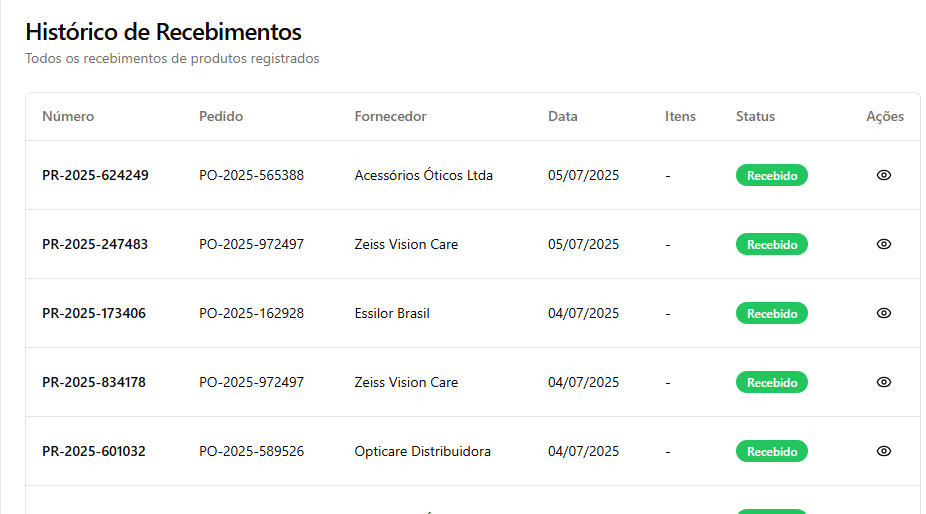 Histórico de Recebimentos
Todos os recebimentos de produtos registrados
Número Pedido Fornecedor Data Itens Status Ações
PR-2025-624249 PO-2025-565388 Acessórios Óticos Ltda 05/07/2025 - Recebido
PR-2025-247483 PO-2025-972497 Zeiss Vision Care 05/07/2025 - Recebido
PR-2025-173406 PO-2025-162928 Essilor Brasil 04/07/2025 - Recebido
PR-2025-834178 PO-2025-972497 Zeiss Vision Care 04/07/2025 - Recebido
PR-2025-601032 PO-2025-589526 Opticare Distribuidora 04/07/2025 - Recebido